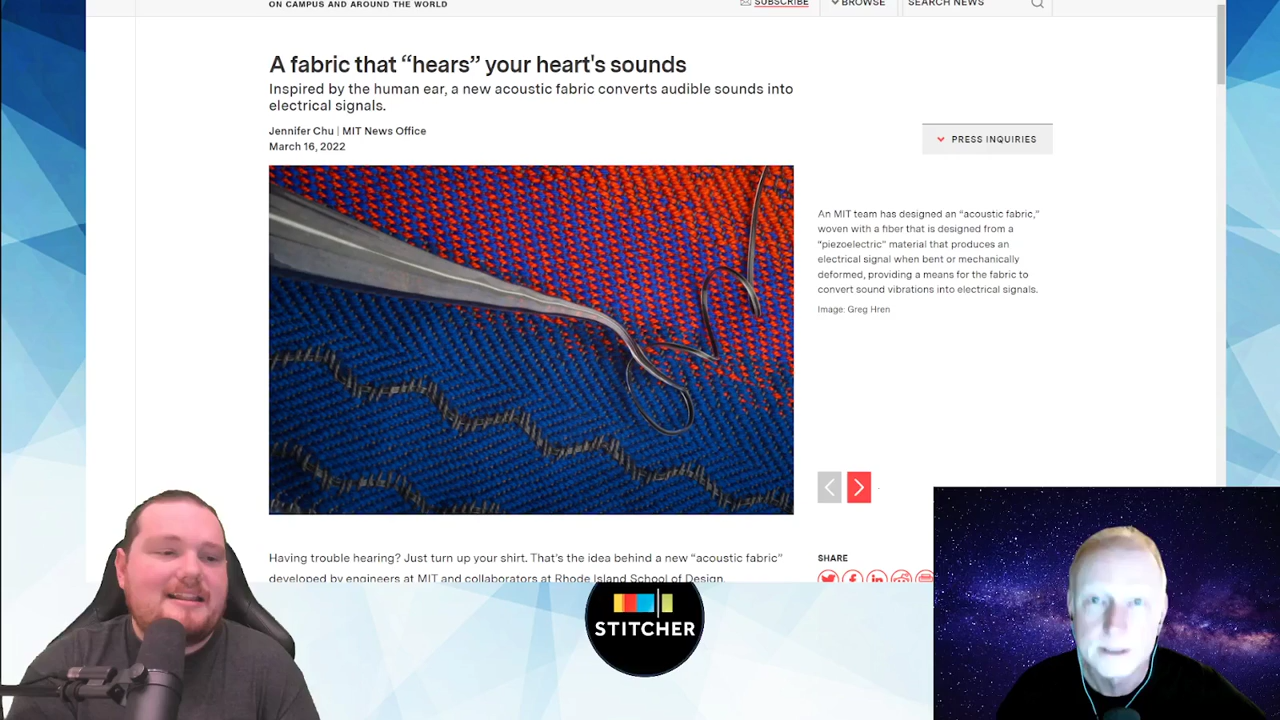 ON CAMPUS AND AROUND THE WORLD
SUBSCRIBE
BROWSE
SEARCH NEWS
A fabric that “hears” your heart's sounds
Inspired by the human ear, a new acoustic fabric converts audible sounds into
electrical signals.
Jennifer Chu | MIT News Office
March 16, 2022
PRESS INQUIRIES
An MIT team has designed an “acoustic fabric,”
woven with a fiber that is designed from a
“piezoelectric” material that produces an
electrical signal when bent or mechanically
deformed, providing a means for the fabric to
convert sound vibrations into electrical signals.
Image: Greg Hren
Having trouble hearing? Just turn up your shirt. That’s the idea behind a new “acoustic fabric”
developed by engineers at MIT and collaborators at Rhode Island School of Design.
SHARE
STITCHER